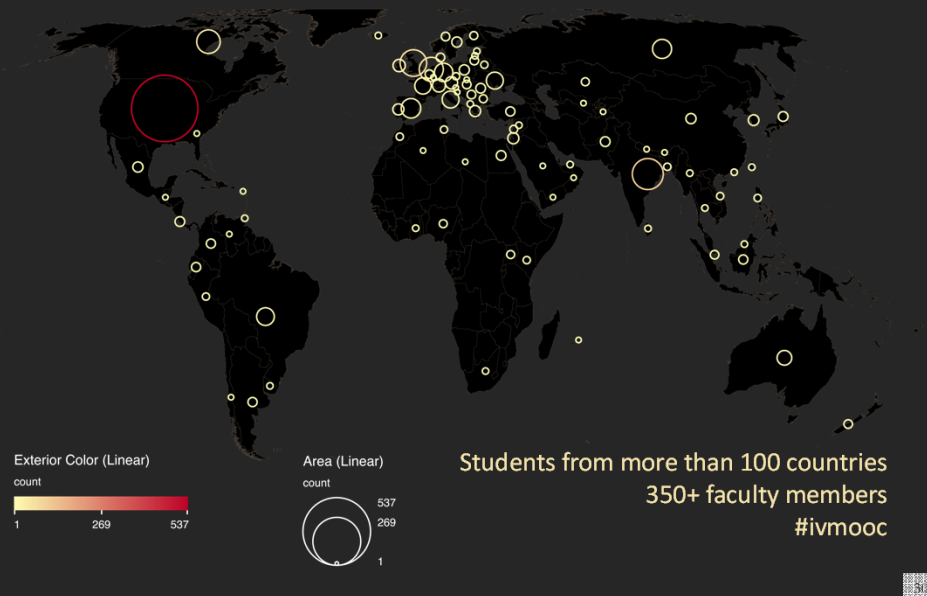 Exterior Color (Linear)
count
1 269 537
Area (Linear)
count
537
269
1
Students from more than 100 countries
350+ faculty members
#ivmooc